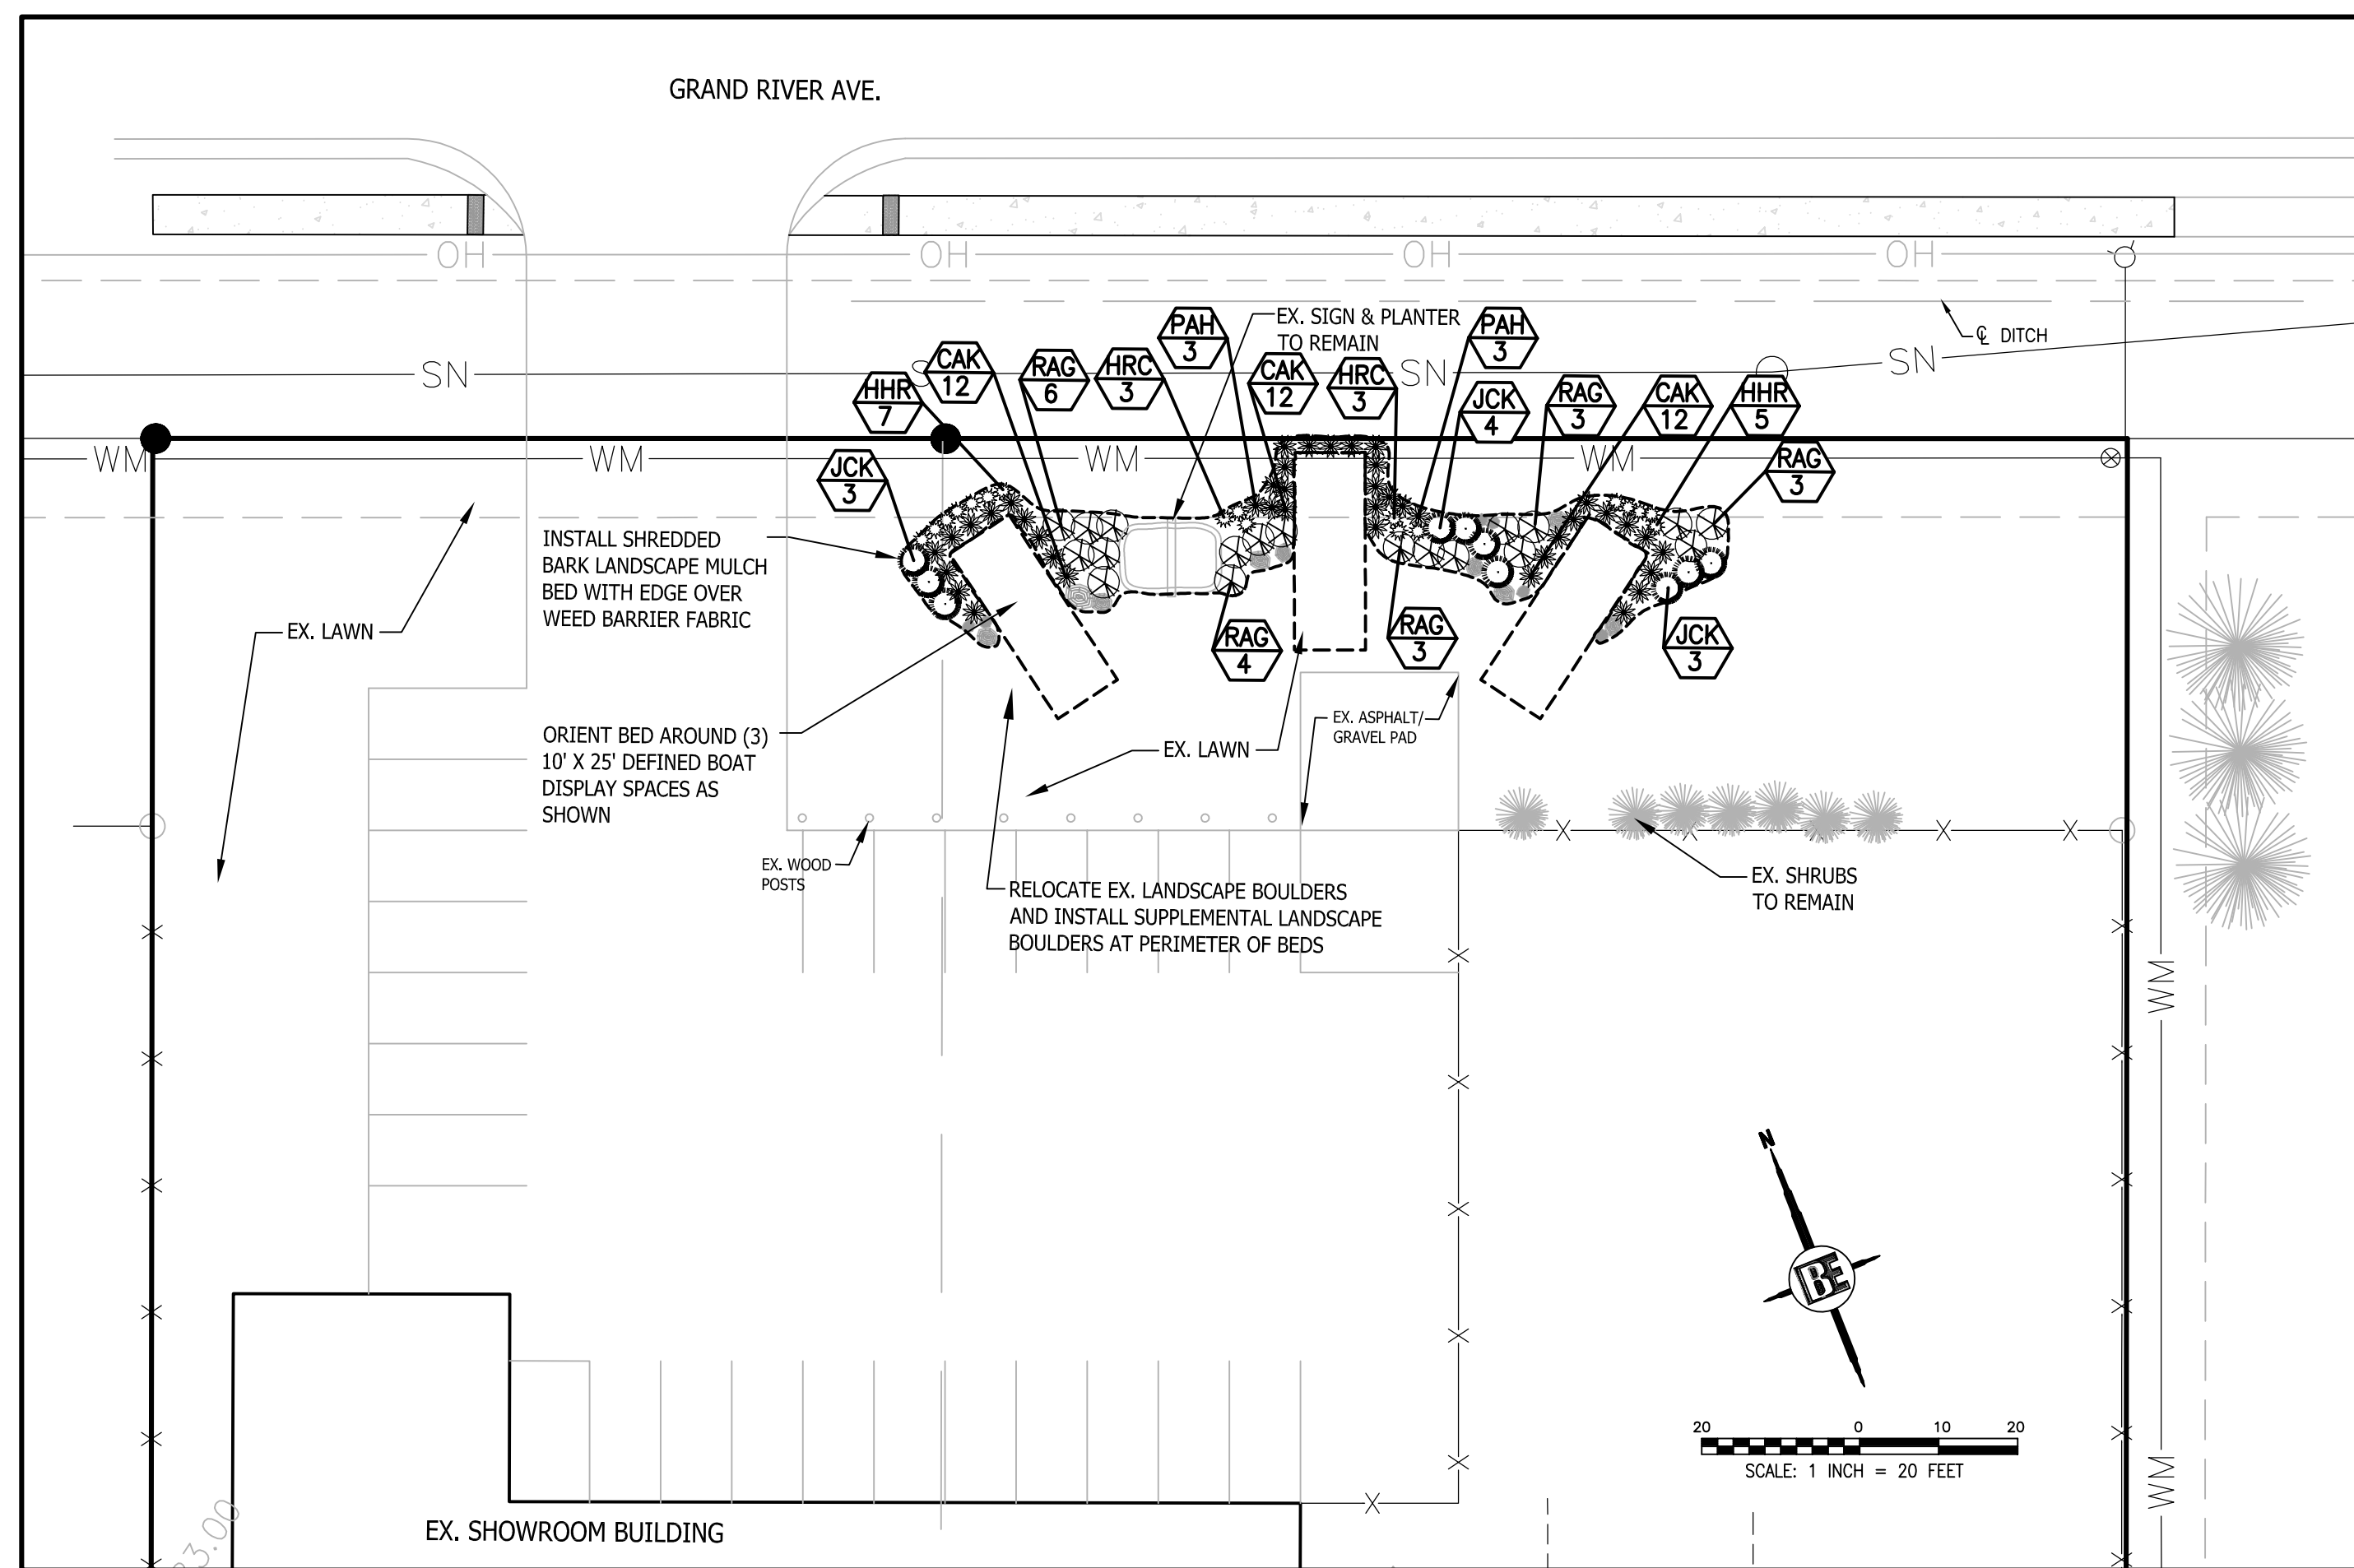 GRAND RIVER AVE.
OH
OH
OH
OH
PAH
3
EX. SIGN & PLANTER
TO REMAIN
PAH
3
℄ DITCH
SN
S
SN
SN
CAK
12
RAG
6
HRC
3
CAK
12
HRC
3
HHR
7
JCK
4
RAG
3
CAK
12
HHR
5
WM
WM
WM
WM
JCK
3
RAG
3
INSTALL SHREDDED
BARK LANDSCAPE MULCH
BED WITH EDGE OVER
WEED BARRIER FABRIC
EX. LAWN
RAG
4
RAG
3
JCK
3
ORIENT BED AROUND (3)
10' X 25' DEFINED BOAT
DISPLAY SPACES AS
SHOWN
EX. LAWN
EX. ASPHALT/
GRAVEL PAD
EX. WOOD
POSTS
RELOCATE EX. LANDSCAPE BOULDERS
AND INSTALL SUPPLEMENTAL LANDSCAPE
BOULDERS AT PERIMETER OF BEDS
EX. SHRUBS
TO REMAIN
WM
N
BE
20 0 10 20
SCALE: 1 INCH = 20 FEET
WM
EX. SHOWROOM BUILDING
33.00